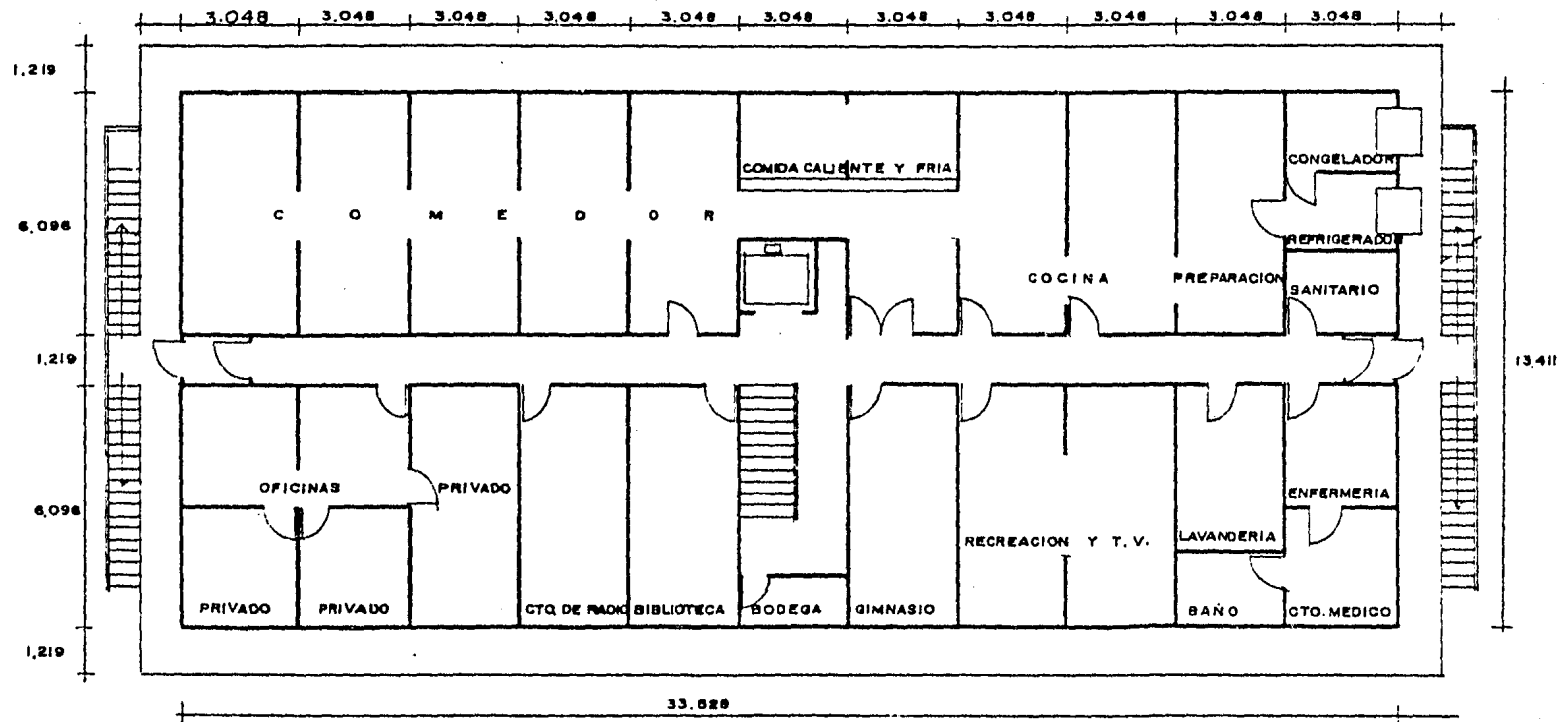 3.048 3.048 3.048 3.048 3.048 3.048 3.048 3.048 3.048 3.048 3.048
1,219
COMIDA CALIENTE Y FRIA
CONGELADOR
COMEDOR
6,096
REFRIGERADOR
COCINA
PREPARACION
SANITARIO
1,219
13.411
OFICINAS
PRIVADO
ENFERMERIA
6,096
RECREACION Y T.V.
LAVANDERIA
PRIVADO
PRIVADO
CTO. DE RADIO
BIBLIOTECA
BODEGA
GIMNASIO
BAÑO
CTO. MEDICO
1,219
33.528